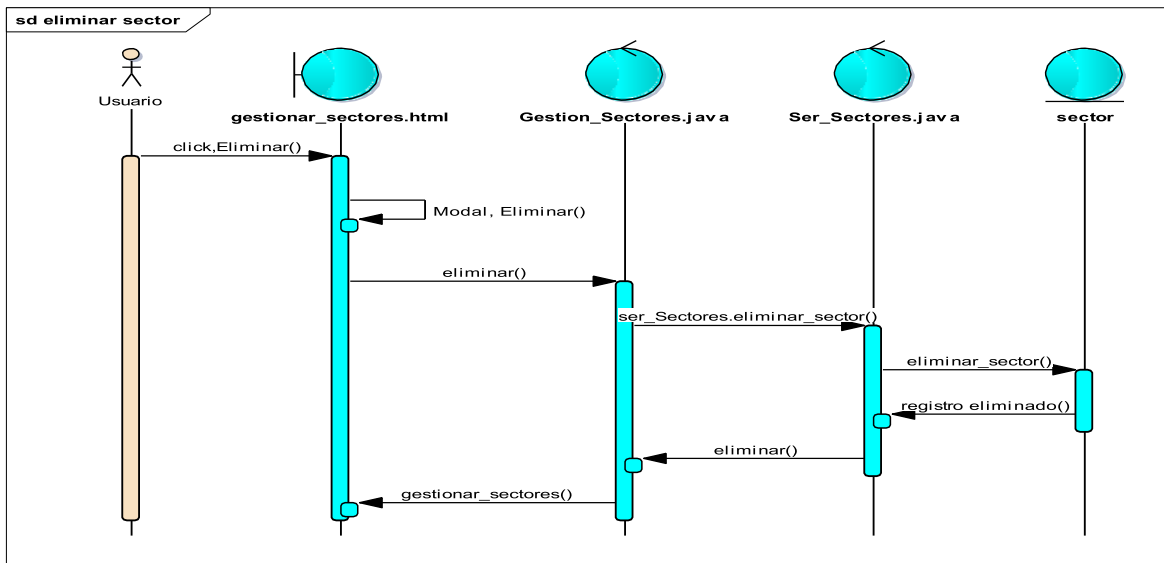 sd eliminar sector
Usuario
gestionar_sectores.html
Gestion_Sectores.java
Ser_Sectores.java
sector
click,Eliminar()
Modal, Eliminar()
eliminar()
ser_Sectores.eliminar_sector()
eliminar_sector()
registro eliminado()
eliminar()
gestionar_sectores()